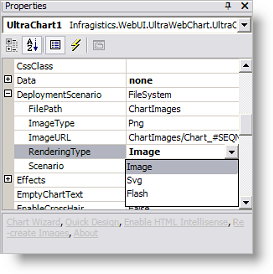 Properties
UltraChart1 Infragistics.WebUI.UltraWebChart.UltraC
CssClass
Data none
DeploymentScenario FileSystem
FilePath ChartImages
ImageType Png
ImageURL ChartImages/Chart_#SEQN
RenderingType Image
Scenario Image
Svg
Effects Flash
EmptyChartText
EnableCrossHair False
Chart Wizard, Quick Design, Enable HTML Intellisense, Re
-create Images, About